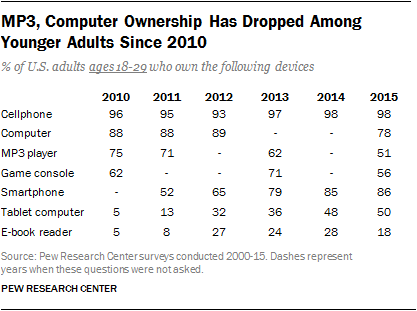 MP3, Computer Ownership Has Dropped Among
Younger Adults Since 2010
% of U.S. adults ages 18-29 who own the following devices
2010 2011 2012 2013 2014 2015
Cellphone 96 95 93 97 98 98
Computer 88 88 89 - - 78
MP3 player 75 71 - 62 - 51
Game console 62 - - 71 - 56
Smartphone - 52 65 79 85 86
Tablet computer 5 13 32 36 48 50
E-book reader 5 8 27 24 28 18
Source: Pew Research Center surveys conducted 2000-15. Dashes represent
years when these questions were not asked.
PEW RESEARCH CENTER